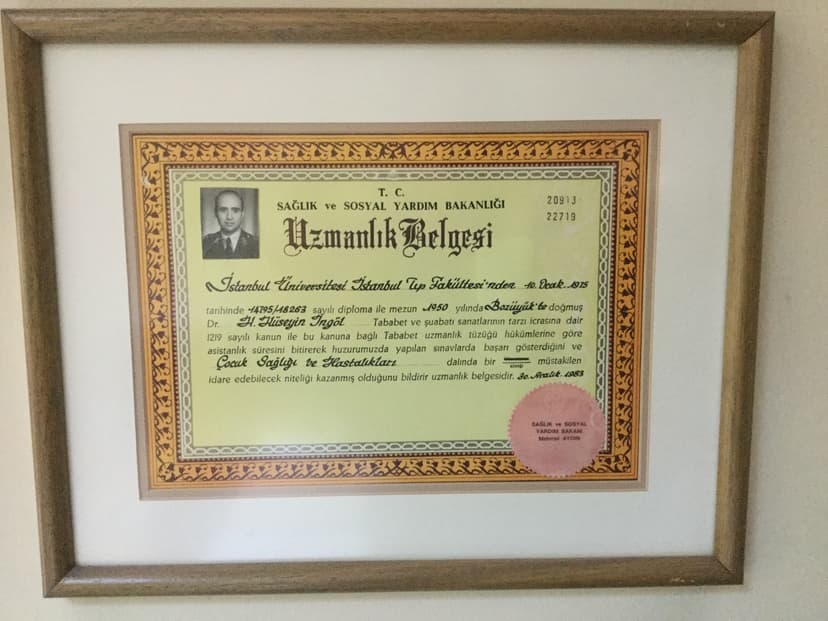 T. C.
SAĞLIK ve SOSYAL YARDIM BAKANLIĞI
20913
22719
Uzmanlık Belgesi
İstanbul Üniversitesi İstanbul Tıp Fakültesi'nden 10. Ocak. 1975
tarihinde 14795/18263 sayılı diploma ile mezun 1950 yılında Bozüyük'te doğmuş
Dr. H. Hüseyin İngöl Tababet ve şuabatı sanatlarının tarzı icrasına dair
1219 sayılı kanun ile bu kanuna bağlı Tababet uzmanlık tüzüğü hükümlerine göre
asistanlık süresini bitirerek huzurumuzda yapılan sınavlarda başarı gösterdiğini ve
Çocuk Sağlığı ve Hastalıkları dalında bir müstakilen
idare edebilecek niteliği kazanmış olduğunu bildirir uzmanlık belgesidir. 30. Aralık. 1983
SAĞLIK ve SOSYAL
YARDIM BAKANI
Mehmet AYDIN